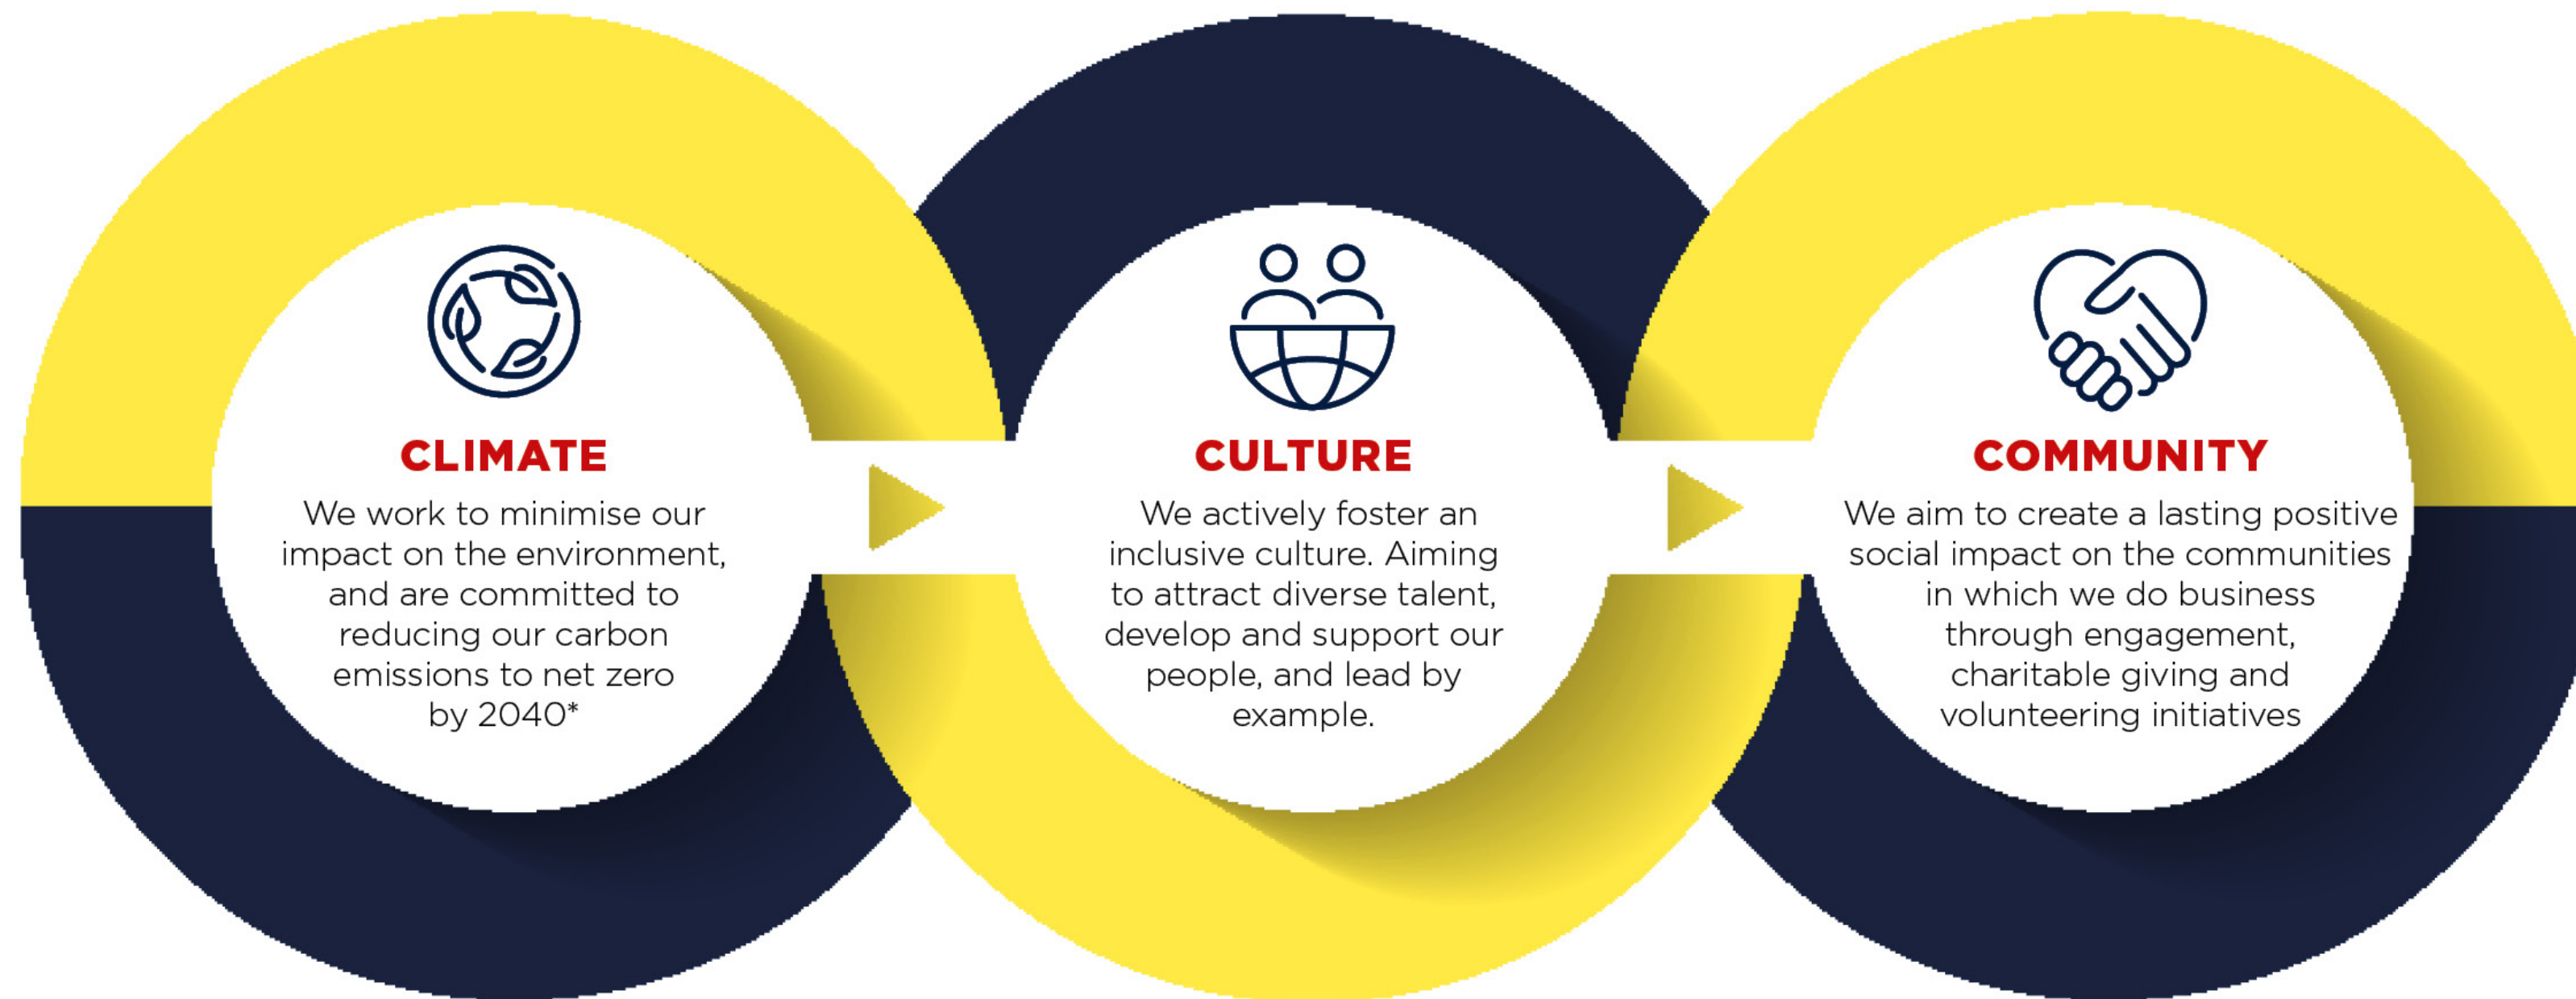 CLIMATE
We work to minimise our
impact on the environment,
and are committed to
reducing our carbon
emissions to net zero
by 2040*
CULTURE
We actively foster an
inclusive culture. Aiming
to attract diverse talent,
develop and support our
people, and lead by
example.
COMMUNITY
We aim to create a lasting positive
social impact on the communities
in which we do business
through engagement,
charitable giving and
volunteering initiatives